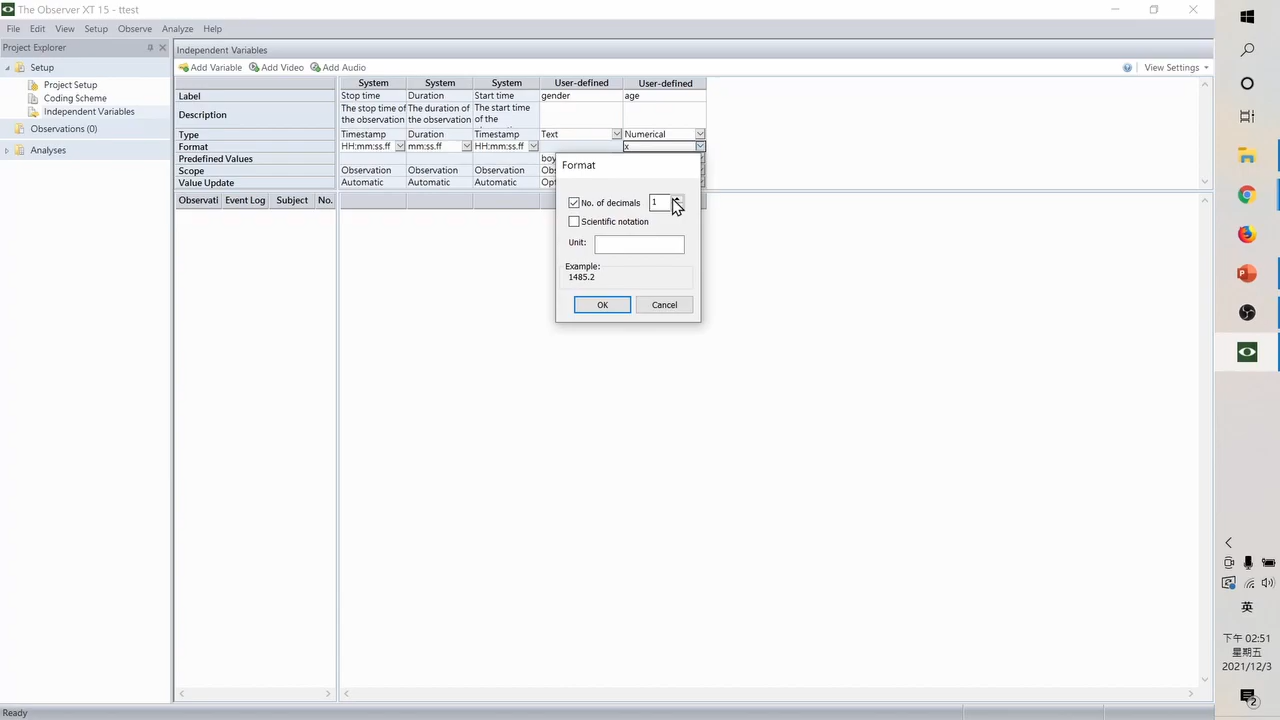 The Observer XT 15 - ttest
File Edit View Setup Observe Analyze Help
Project Explorer
Setup
Project Setup
Coding Scheme
Independent Variables
Observations (0)
Analyses
Independent Variables
Add Variable Add Video Add Audio View Settings
System System System User-defined User-defined
Label Stop time Duration Start time gender age
Description The stop time of the observation The duration of the observation The start time of the
Type Timestamp Duration Timestamp Text Numerical
Format HH:mm:ss.ff mm:ss.ff HH:mm:ss.ff x
Predefined Values boy
Scope Observation Observation Observation Obs
Value Update Automatic Automatic Automatic Opt
Observati Event Log Subject No.
Format
No. of decimals 1
Scientific notation
Unit:
Example:
1485.2
OK Cancel
英
下午 02:51
星期五
2021/12/3
2
Ready